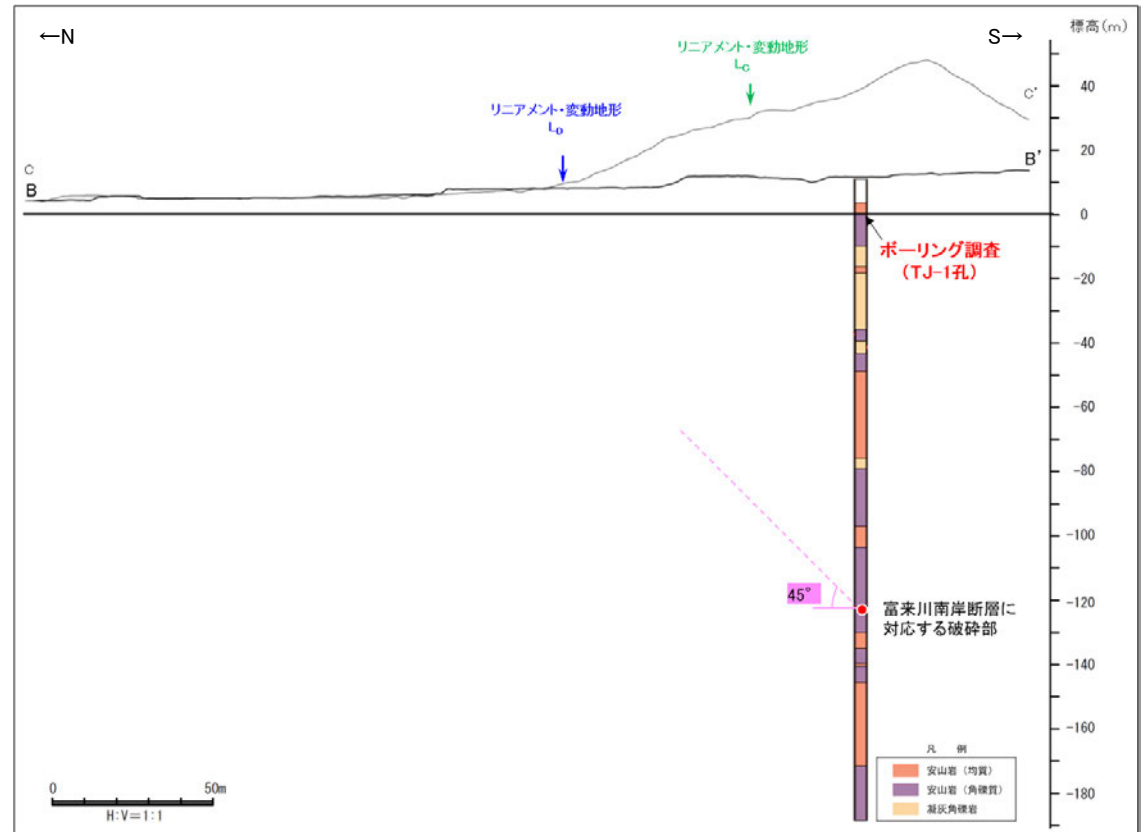 ←N
S→
標高(m)
リニアメント・変動地形
LC
リニアメント・変動地形
LD
40
C'
20
B'
C
B
0
ボーリング調査
(TJ-1孔)
-20
-40
-60
-80
-100
45°
-120
富来川南岸断層に
対応する破砕部
-140
-160
凡 例
安山岩 (均質)
安山岩 (角礫質)
凝灰角礫岩
-180
0 50m
H:V=1:1